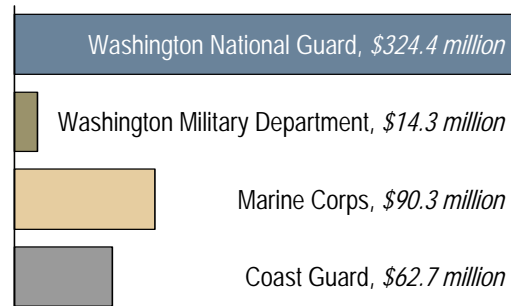 Washington National Guard, $324.4 million
Washington Military Department, $14.3 million
Marine Corps, $90.3 million
Coast Guard, $62.7 million